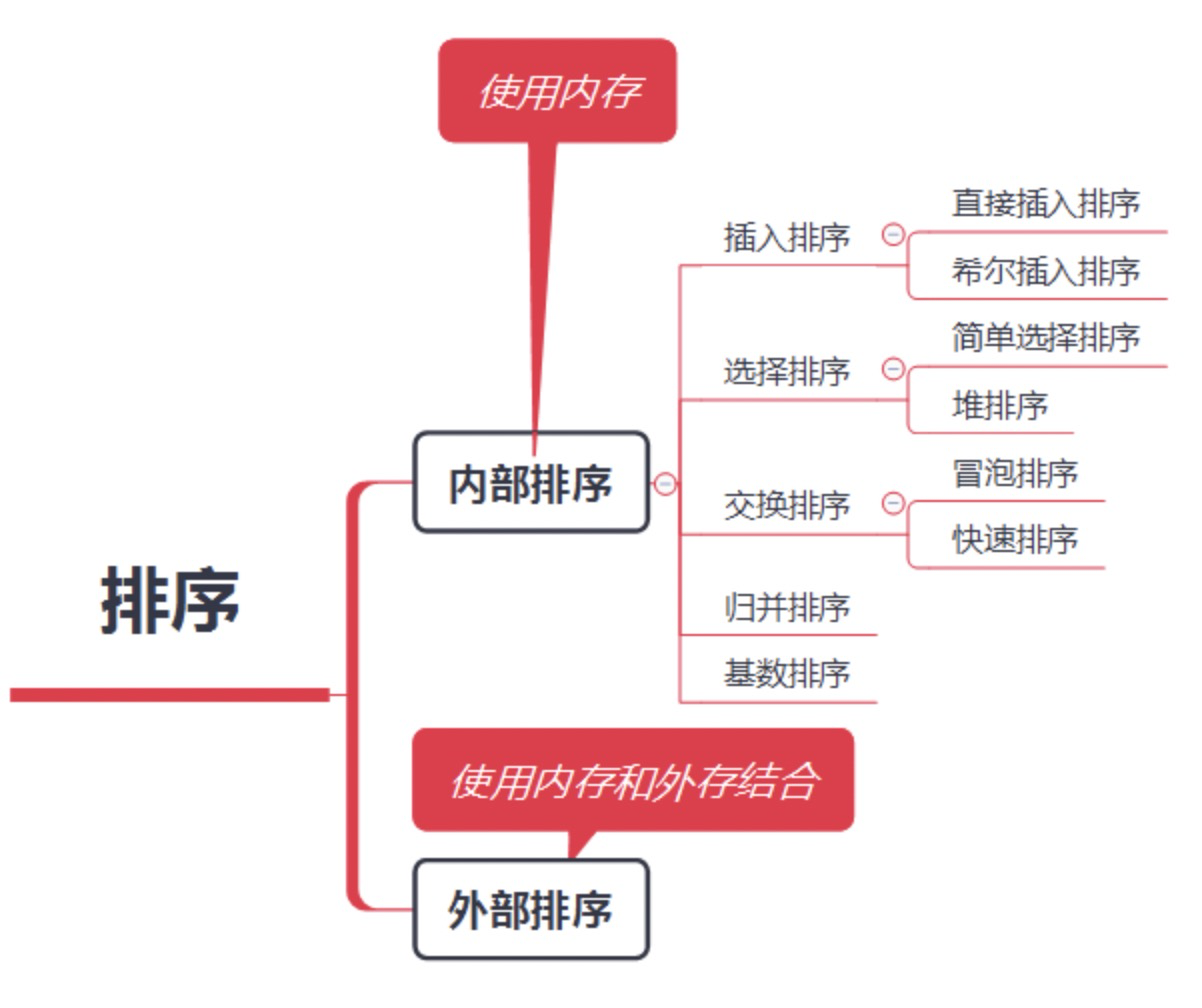 使用内存
直接插入排序
插入排序
希尔插入排序
简单选择排序
选择排序
堆排序
冒泡排序
内部排序
交换排序
快速排序
排序
归并排序
基数排序
使用内存和外存结合
外部排序